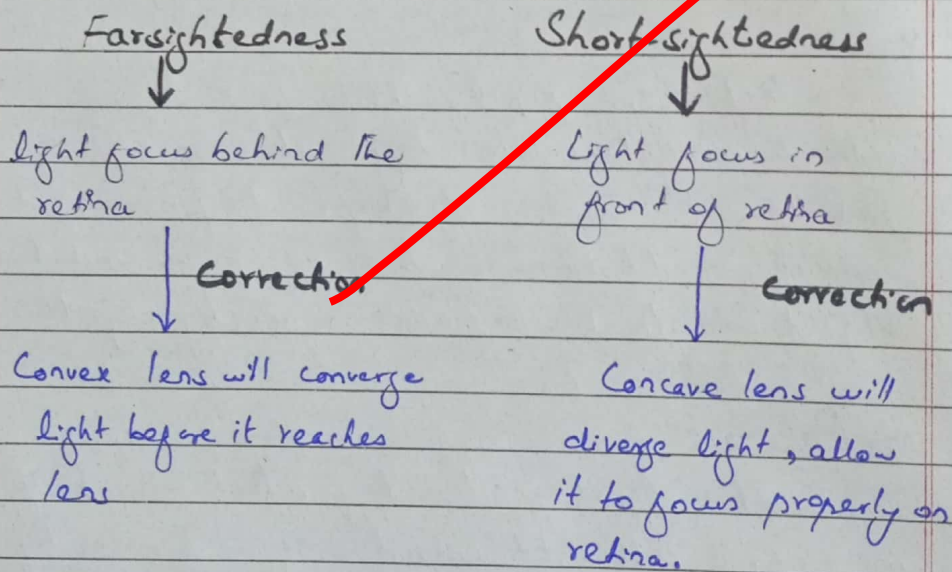 Farsightedness
light focus behind the
retina
Correction
Convex lens will converge
light before it reaches
lens
Short-sightedness
Light focus in
front of retina
Correction
Concave lens will
diverge light, allow
it to focus properly on
retina.